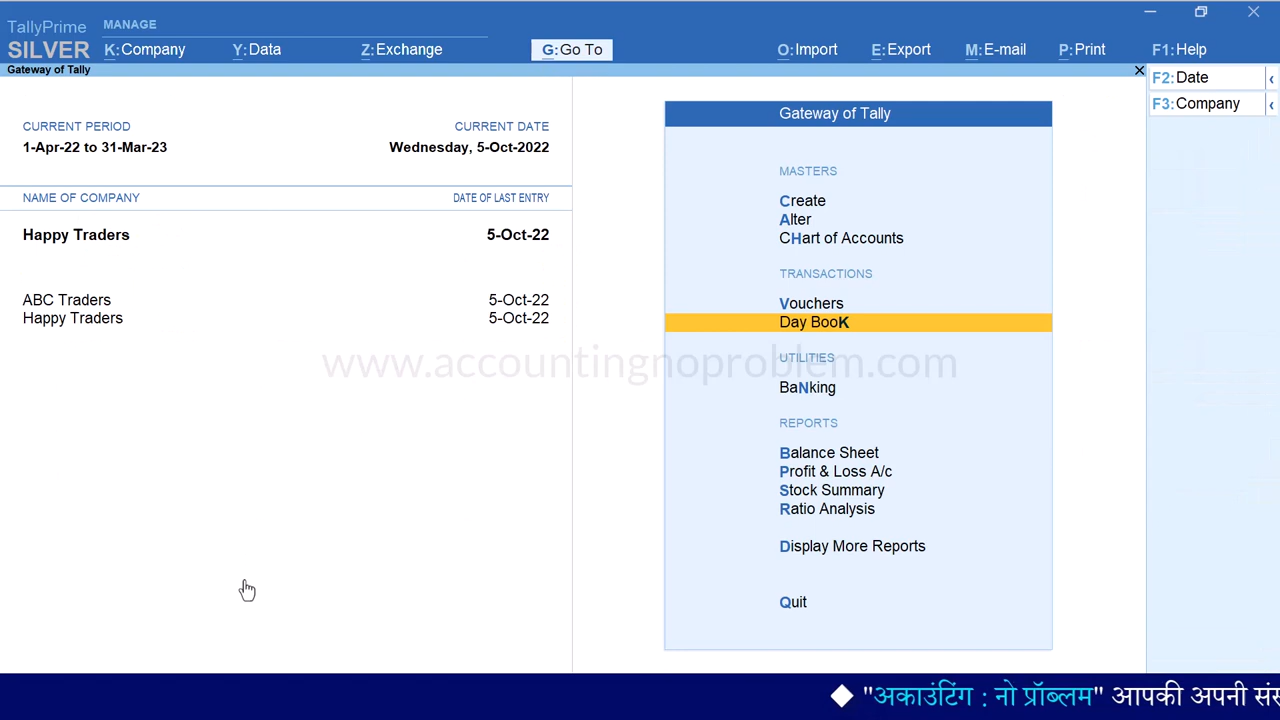 TallyPrime MANAGE
SILVER K:Company Y:Data Z:Exchange G:Go To O:Import E:Export M:E-mail P:Print F1:Help
Gateway of Tally
F2:Date
F3:Company
CURRENT PERIOD CURRENT DATE
1-Apr-22 to 31-Mar-23 Wednesday, 5-Oct-2022
NAME OF COMPANY DATE OF LAST ENTRY
Happy Traders 5-Oct-22
ABC Traders 5-Oct-22
Happy Traders 5-Oct-22
Gateway of Tally
MASTERS
Create
Alter
CHart of Accounts
TRANSACTIONS
Vouchers
Day BooK
UTILITIES
www.accountingnoproblem.com
BaNking
REPORTS
Balance Sheet
Profit & Loss A/c
Stock Summary
Ratio Analysis
Display More Reports
Quit
"अकाउंटिंग : नो प्रॉब्लम" आपकी अपनी